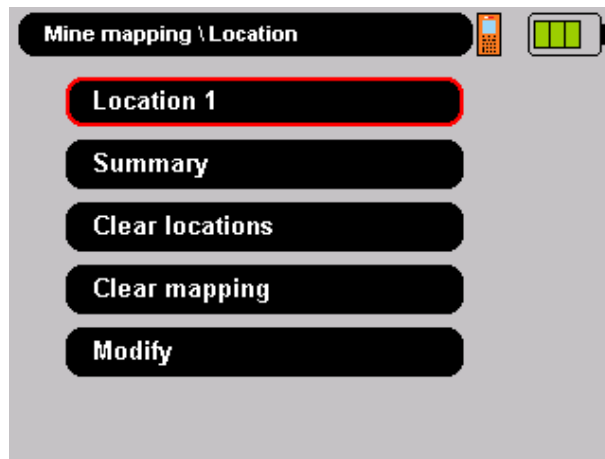 Mine mapping \ Location
Location 1
Summary
Clear locations
Clear mapping
Modify